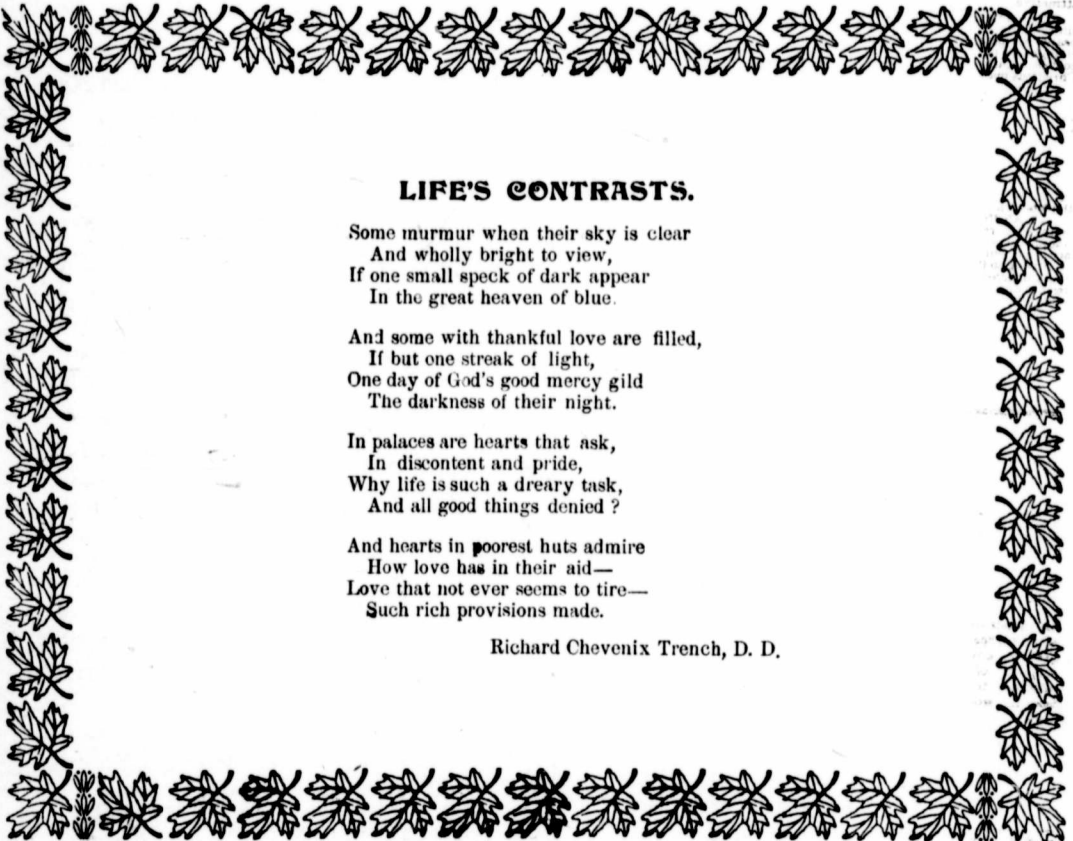 LIFE'S CONTRASTS.
Some murmur when their sky is clear
And wholly bright to view,
If one small speck of dark appear
In the great heaven of blue.
And some with thankful love are filled,
If but one streak of light,
One day of God's good mercy gild
The darkness of their night.
In palaces are hearts that ask,
In discontent and pride,
Why life is such a dreary task,
And all good things denied ?
And hearts in poorest huts admire
How love has in their aid—
Love that not ever seems to tire—
Such rich provisions made.
Richard Chevenix Trench, D. D.